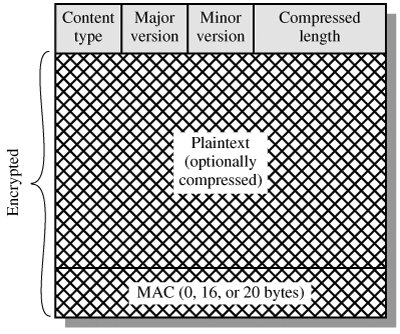 Content Major Minor Compressed
type version version length
Encrypted
Plaintext
(optionally
compressed)
MAC (0, 16, or 20 bytes)